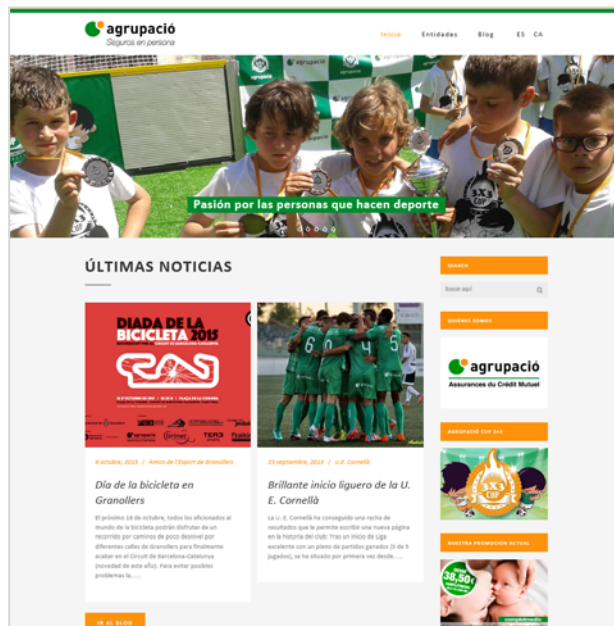 agrupació
Seguros en persona
Inicio Entidades Blog ES CA
Pasión por las personas que hacen deporte
ÚLTIMAS NOTICIAS
SEARCH
Buscar aquí
DIADA DE LA
BICICLETA 2015
QUIÉNES SOMOS
agrupació
Assurances du Crédit Mutuel
AGRUPACIÓ CUP 3x3
3X3
CUP
6 octubre, 2015 / Amics de l'Esport de Granollers
23 septiembre, 2015 / U.E. Cornellà
Día de la bicicleta en
Granollers
Brillante inicio liguero de la U.
E. Cornellà
El próximo 18 de octubre, todos los aficionados al
mundo de la bicicleta podrán disfrutar de un
recorrido por caminos de poco desnivel por
diferentes calles de Granollers para finalmente
acabar en el Circuit de Barcelona-Catalunya
(novedad de este año). Para evitar posibles
problemas la......
La U. E. Cornellà ha conseguido una racha de
resultados que le permite escribir una nueva página
en la historia del club: Tras un inicio de Liga
excelente con un pleno de partidos ganados (5 de 5
jugados), se ha situado por primera vez desde......
NUESTRA PROMOCIÓN ACTUAL
DESDE
38,50€
IR AL BLOG